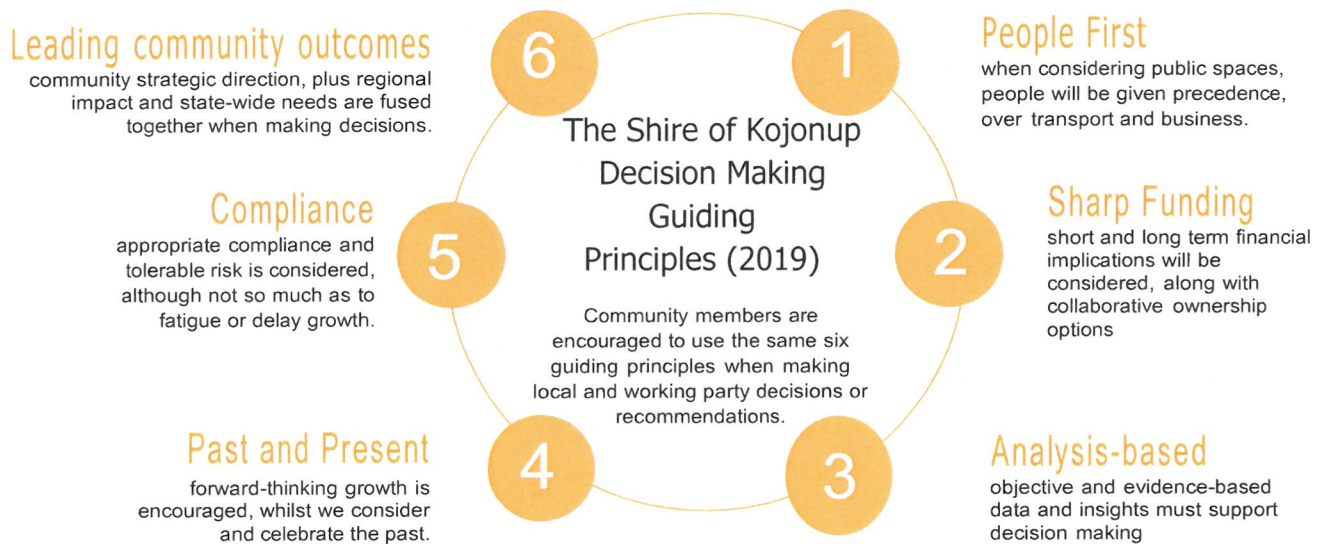 The Shire of Kojonup
Decision Making
Guiding
Principles (2019)
Community members are
encouraged to use the same six
guiding principles when making
local and working party decisions or
recommendations.
1
People First
when considering public spaces,
people will be given precedence,
over transport and business.
2
Sharp Funding
short and long term financial
implications will be
considered, along with
collaborative ownership
options
3
Analysis-based
objective and evidence-based
data and insights must support
decision making
4
Past and Present
forward-thinking growth is
encouraged, whilst we consider
and celebrate the past.
5
Compliance
appropriate compliance and
tolerable risk is considered,
although not so much as to
fatigue or delay growth.
6
Leading community outcomes
community strategic direction, plus regional
impact and state-wide needs are fused
together when making decisions.